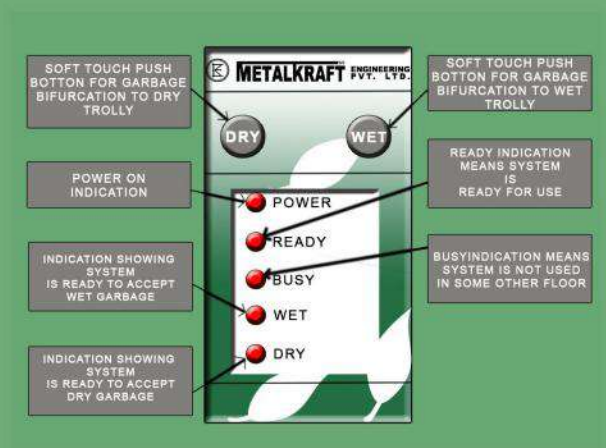 SOFT TOUCH PUSH
BOTTON FOR GARBAGE
BIFURCATION TO DRY
TROLLY
METALKRAFT ENGINEERING
PVT. LTD.
SOFT TOUCH PUSH
BOTTON FOR GARBAGE
BIFURCATION TO WET
TROLLY
DRY
WET
POWER ON
INDICATION
READY INDICATION
MEANS SYSTEM
IS
READY FOR USE
POWER
READY
BUSY
WET
DRY
INDICATION SHOWING
SYSTEM
IS READY TO ACCEPT
WET GARBAGE
BUSYINDICATION MEANS
SYSTEM IS NOT USED
IN SOME OTHER FLOOR
INDICATION SHOWING
SYSTEM
IS READY TO ACCEPT
DRY GARBAGE